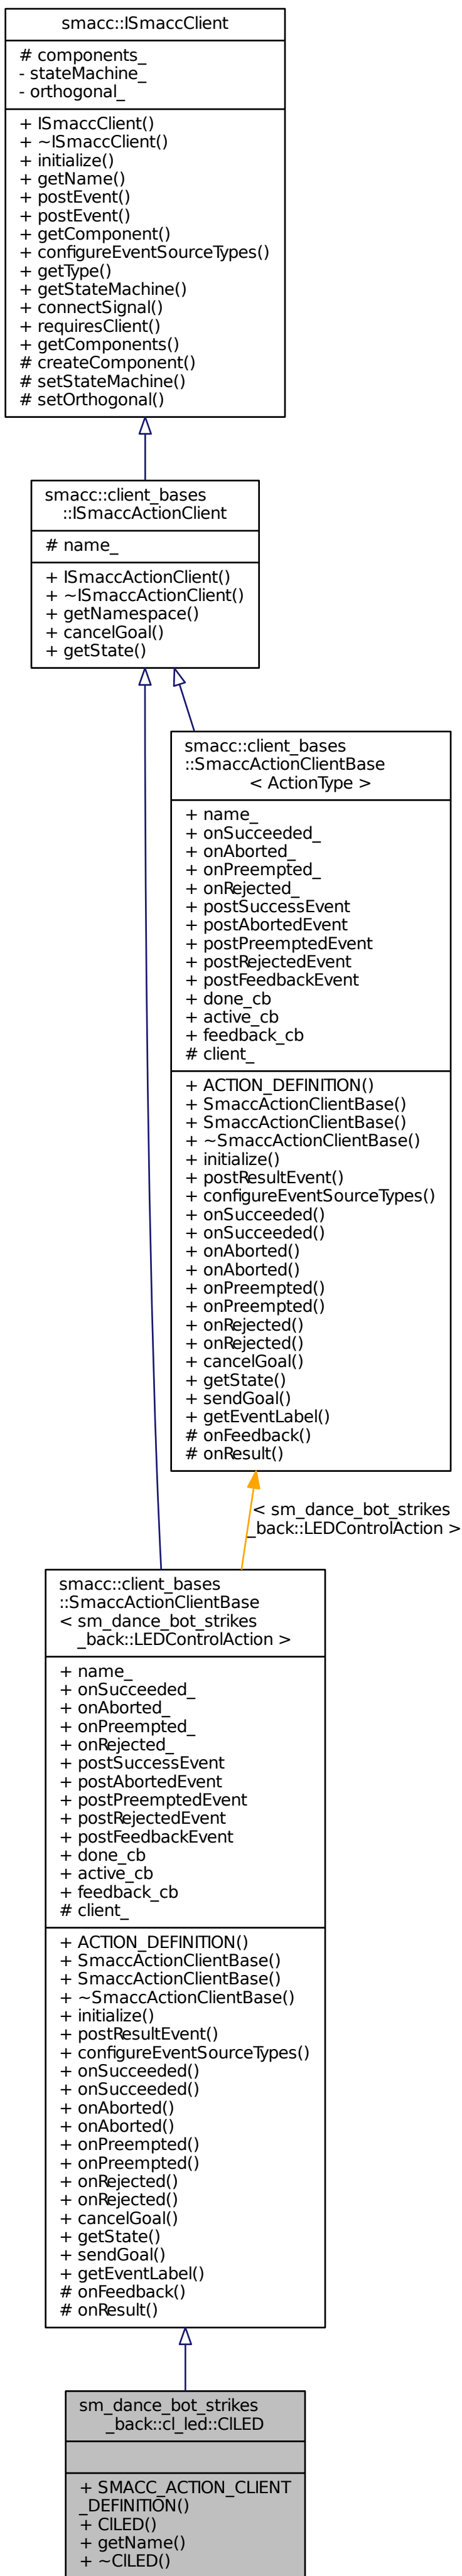 smacc::ISmaccClient
# components_
- stateMachine_
- orthogonal_
+ ISmaccClient()
+ ~ISmaccClient()
+ initialize()
+ getName()
+ postEvent()
+ postEvent()
+ getComponent()
+ configureEventSourceTypes()
+ getType()
+ getStateMachine()
+ connectSignal()
+ requiresClient()
+ getComponents()
# createComponent()
# setStateMachine()
# setOrthogonal()
smacc::client_bases
::ISmaccActionClient
# name_
+ ISmaccActionClient()
+ ~ISmaccActionClient()
+ getNamespace()
+ cancelGoal()
+ getState()
smacc::client_bases
::SmaccActionClientBase
< ActionType >
+ name_
+ onSucceeded_
+ onAborted_
+ onPreempted_
+ onRejected_
+ postSuccessEvent
+ postAbortedEvent
+ postPreemptedEvent
+ postRejectedEvent
+ postFeedbackEvent
+ done_cb
+ active_cb
+ feedback_cb
# client_
+ ACTION_DEFINITION()
+ SmaccActionClientBase()
+ SmaccActionClientBase()
+ ~SmaccActionClientBase()
+ initialize()
+ postResultEvent()
+ configureEventSourceTypes()
+ onSucceeded()
+ onSucceeded()
+ onAborted()
+ onAborted()
+ onPreempted()
+ onPreempted()
+ onRejected()
+ onRejected()
+ cancelGoal()
+ getState()
+ sendGoal()
+ getEventLabel()
# onFeedback()
# onResult()
< sm_dance_bot_strikes
_back::LEDControlAction >
smacc::client_bases
::SmaccActionClientBase
< sm_dance_bot_strikes
_back::LEDControlAction >
+ name_
+ onSucceeded_
+ onAborted_
+ onPreempted_
+ onRejected_
+ postSuccessEvent
+ postAbortedEvent
+ postPreemptedEvent
+ postRejectedEvent
+ postFeedbackEvent
+ done_cb
+ active_cb
+ feedback_cb
# client_
+ ACTION_DEFINITION()
+ SmaccActionClientBase()
+ SmaccActionClientBase()
+ ~SmaccActionClientBase()
+ initialize()
+ postResultEvent()
+ configureEventSourceTypes()
+ onSucceeded()
+ onSucceeded()
+ onAborted()
+ onAborted()
+ onPreempted()
+ onPreempted()
+ onRejected()
+ onRejected()
+ cancelGoal()
+ getState()
+ sendGoal()
+ getEventLabel()
# onFeedback()
# onResult()
sm_dance_bot_strikes
_back::cl_led::ClLED
+ SMACC_ACTION_CLIENT
_DEFINITION()
+ ClLED()
+ getName()
+ ~ClLED()